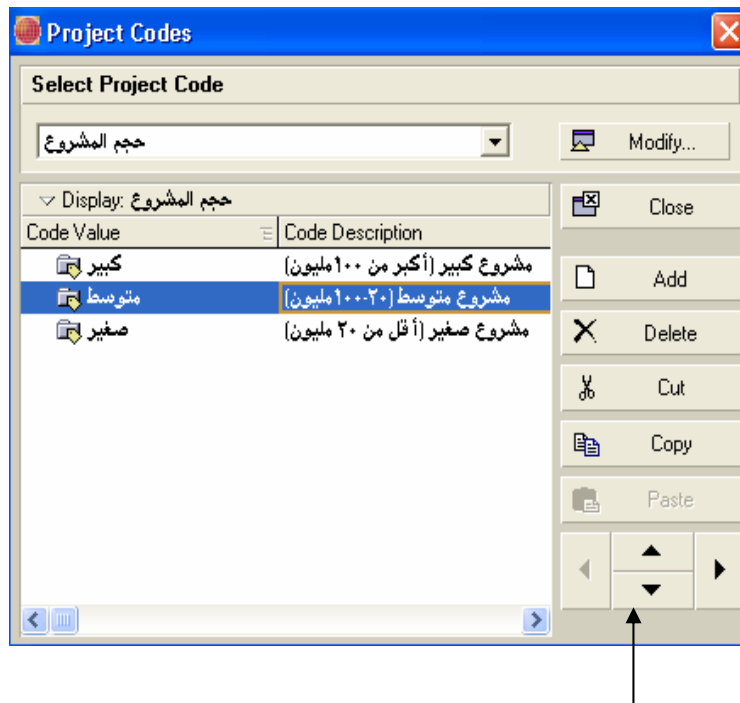 Project Codes
Select Project Code
حجم المشروع
Modify...
Display: حجم المشروع
Close
Code Value Code Description
كبير مشروع كبير (أكبر من ١٠٠مليون)
Add
متوسط مشروع متوسط (٢٠-١٠٠مليون)
صغير مشروع صغير (أقل من ٢٠ مليون)
Delete
Cut
Copy
Paste